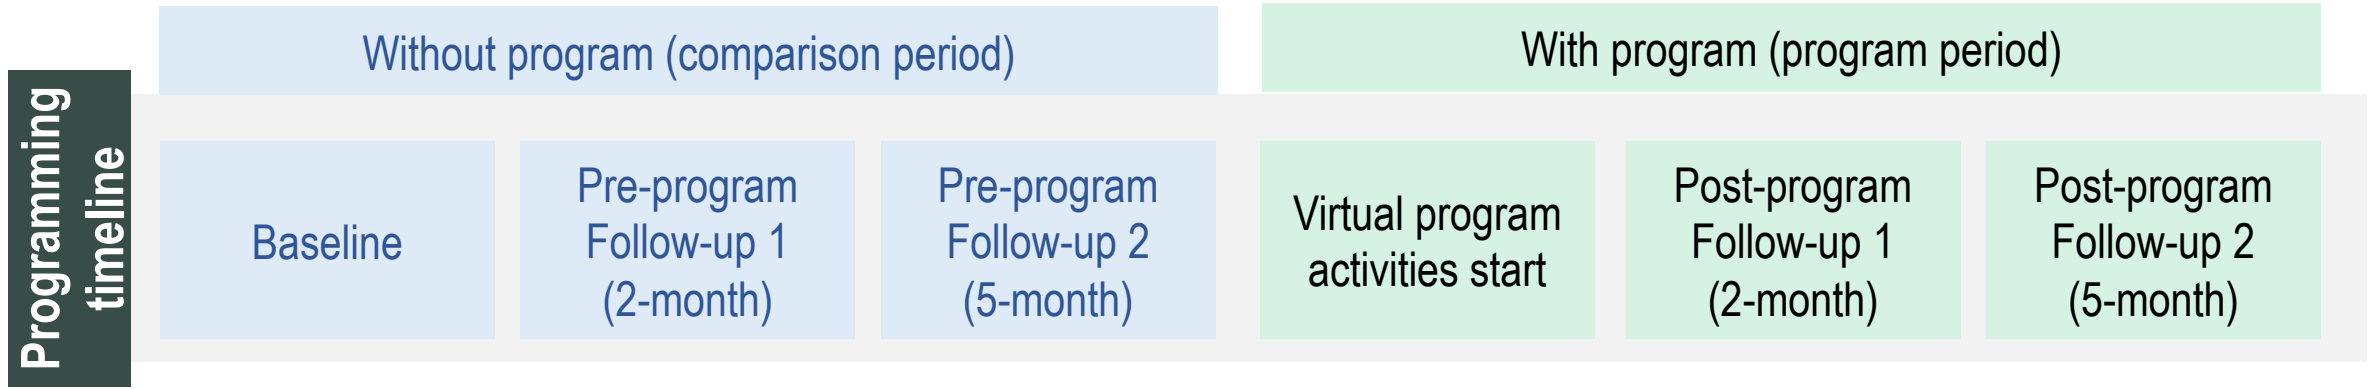 Programming
timeline
Without program (comparison period)
With program (program period)
Baseline
Pre-program
Follow-up 1
(2-month)
Pre-program
Follow-up 2
(5-month)
Virtual program
activities start
Post-program
Follow-up 1
(2-month)
Post-program
Follow-up 2
(5-month)